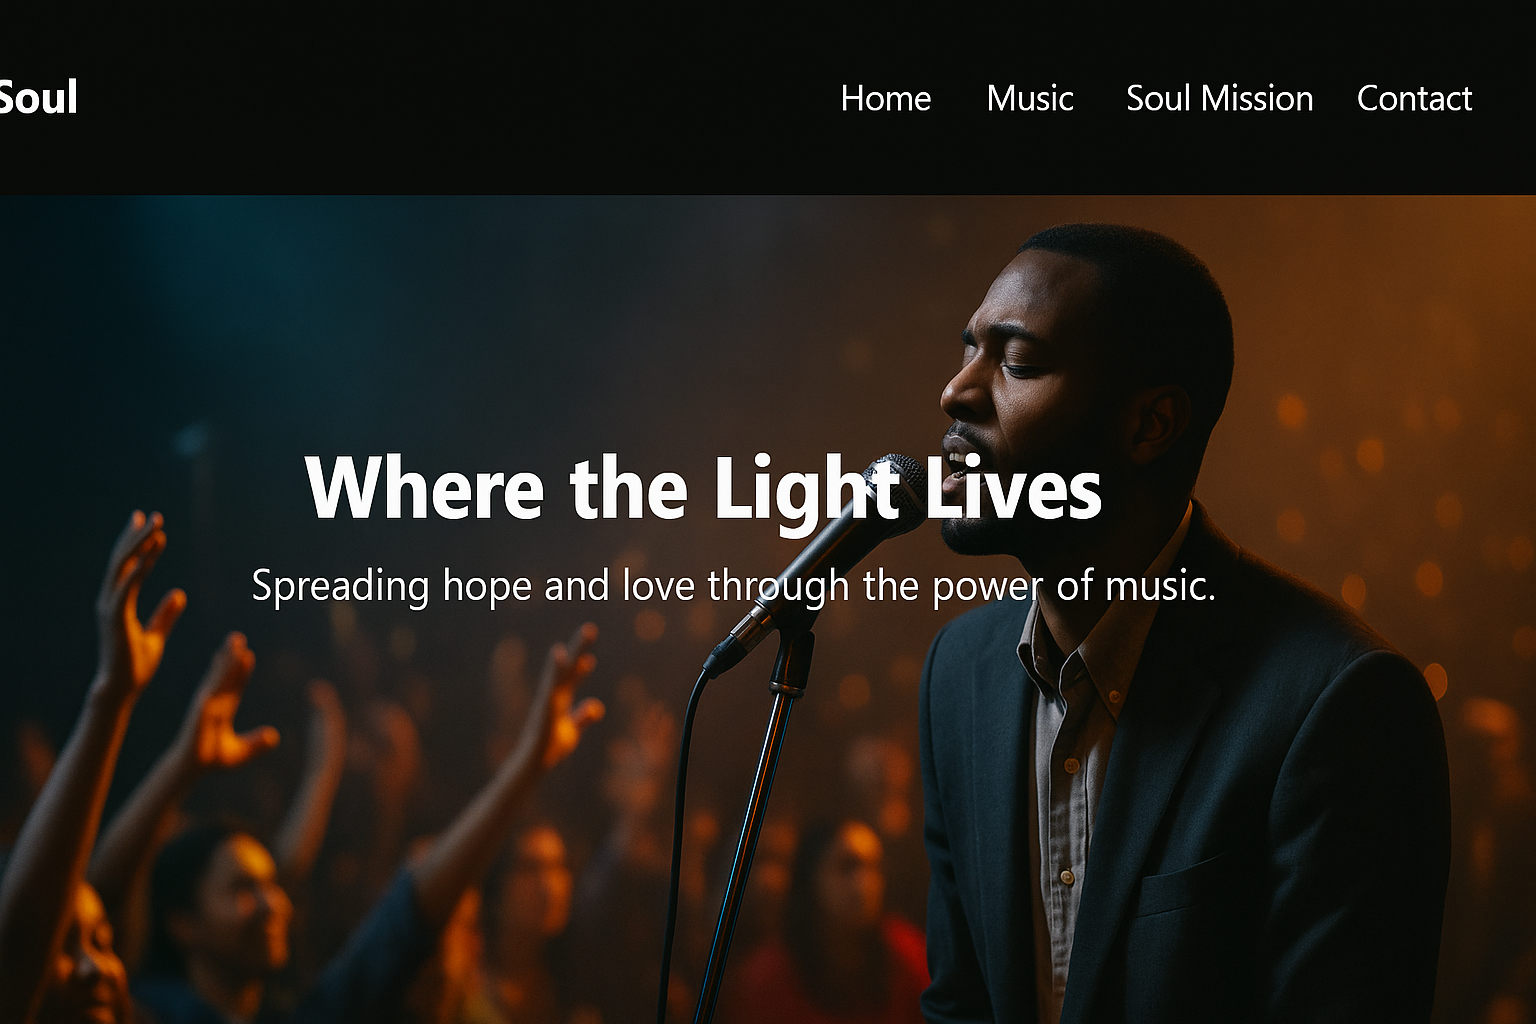 Soul
Home Music Soul Mission Contact
Where the Light Lives
Spreading hope and love through the power of music.